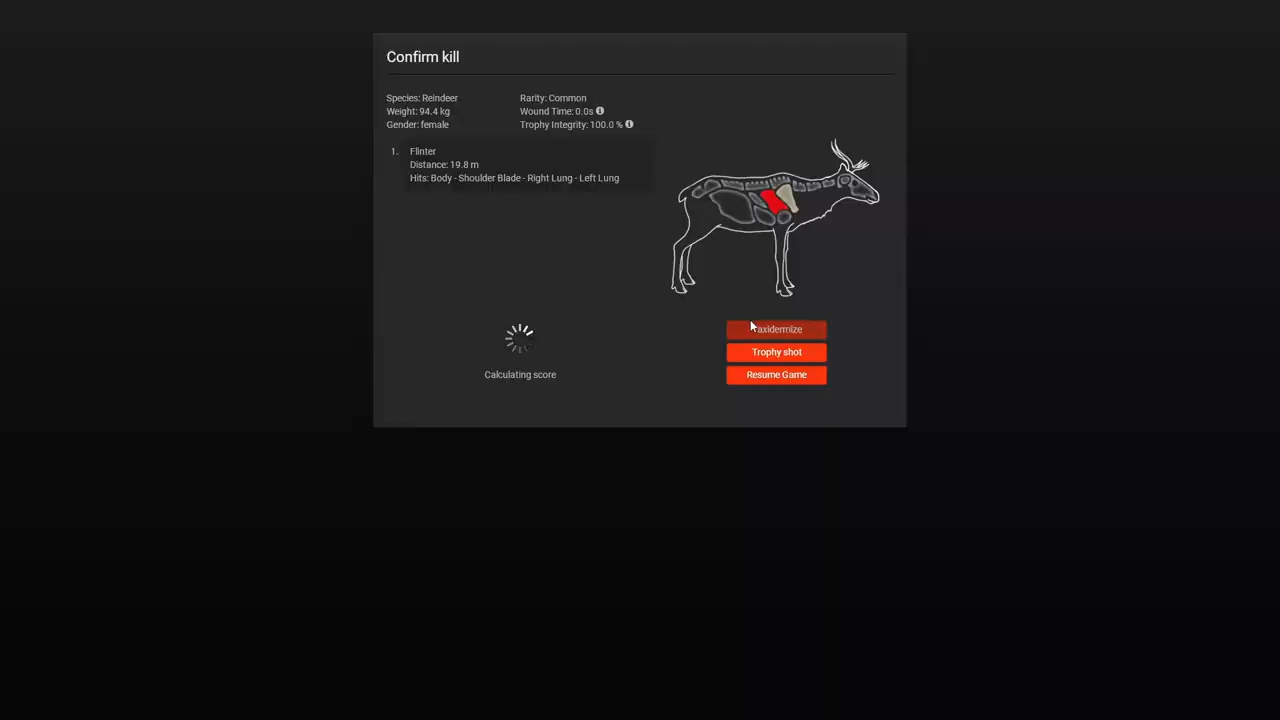 Confirm kill
Species: Reindeer
Weight: 94.4 kg
Gender: female
Rarity: Common
Wound Time: 0.0s
Trophy Integrity: 100.0 %
1. Flinter
Distance: 19.8 m
Hits: Body - Shoulder Blade - Right Lung - Left Lung
Calculating score
Taxidermize
Trophy shot
Resume Game